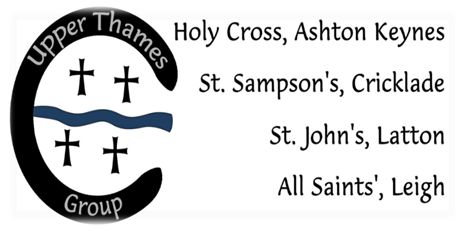 Upper Thames
Group
Holy Cross, Ashton Keynes
St. Sampson's, Cricklade
St. John's, Latton
All Saints', Leigh